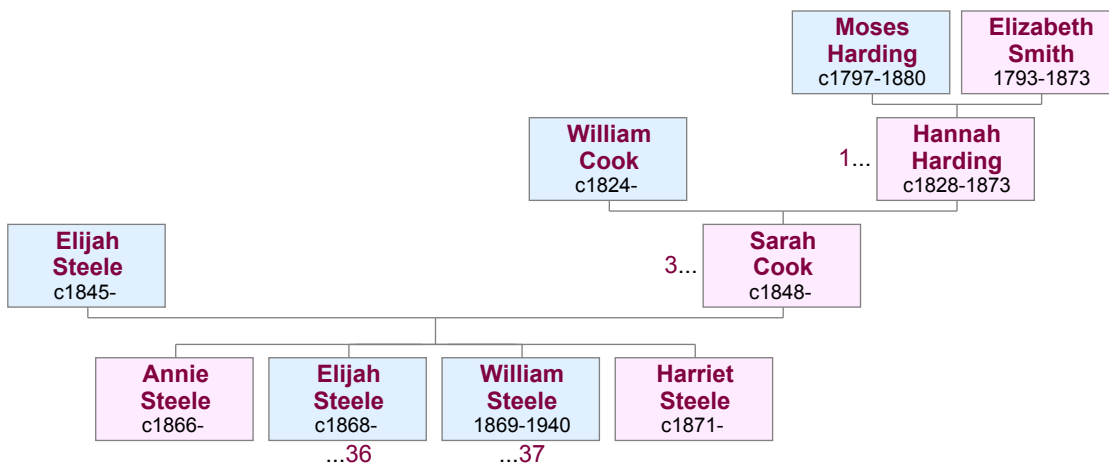 Moses
Harding
c1797-1880
Elizabeth
Smith
1793-1873
William
Cook
c1824-
1...
Hannah
Harding
c1828-1873
Elijah
Steele
c1845-
3...
Sarah
Cook
c1848-
Annie
Steele
c1866-
Elijah
Steele
c1868-
William
Steele
1869-1940
Harriet
Steele
c1871-
...36
...37